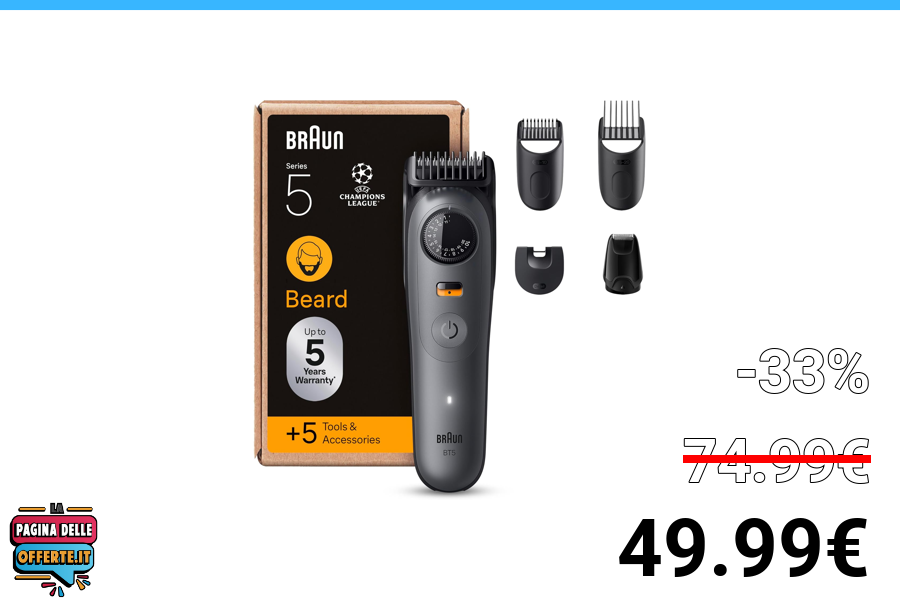 BRAUN
Series
5
UEFA
CHAMPIONS
LEAGUE
Beard
Up to
5
Years
Warranty*
+5 Tools &
Accessories
BRAUN
BT5
-33%
74.99€
49.99€
LA
PAGINA DELLE
OFFERTE.IT